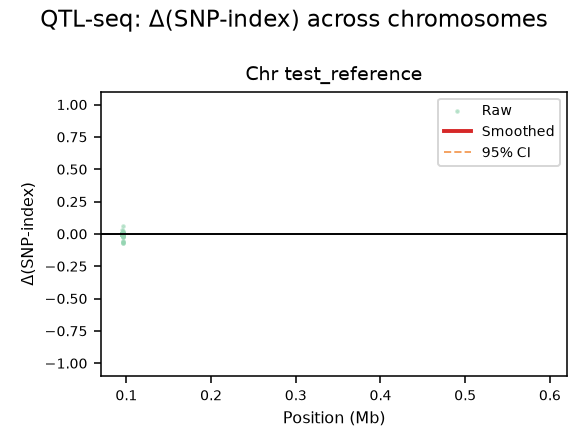 QTL-seq: Δ(SNP-index) across chromosomes
Chr test_reference
Raw
Smoothed
95% CI
Δ(SNP-index)
1.00
0.75
0.50
0.25
0.00
−0.25
−0.50
−0.75
−1.00
0.1
0.2
0.3
0.4
0.5
0.6
Position (Mb)